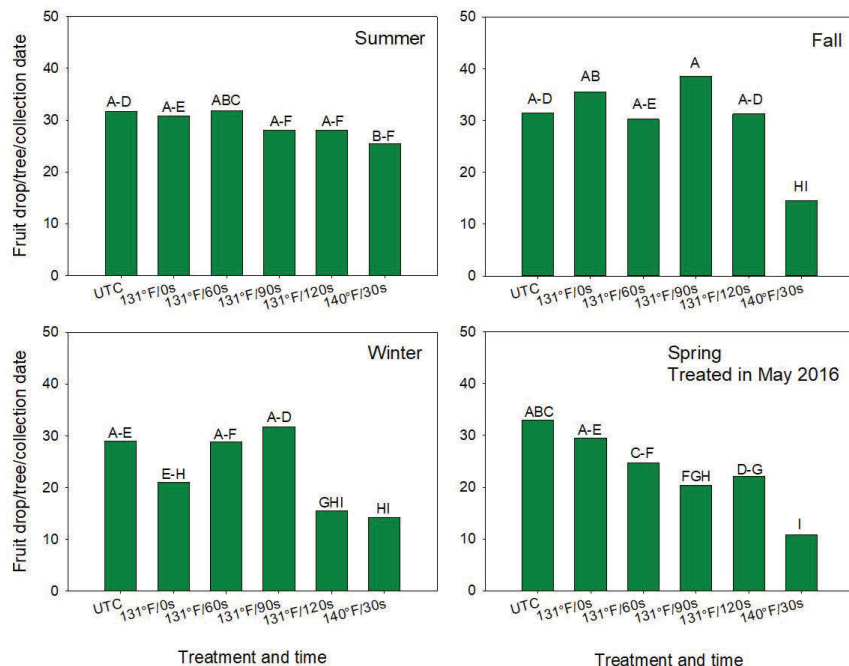 Fruit drop/tree/collection date
50
40
30
20
10
0
Summer
A-D
A-E
ABC
A-F
A-F
B-F
UTC
131°F/0s
131°F/60s
131°F/90s
131°F/120s
140°F/30s
50
40
30
20
10
0
Fall
A-D
AB
A-E
A
A-D
HI
UTC
131°F/0s
131°F/60s
131°F/90s
131°F/120s
140°F/30s
Fruit drop/tree/collection date
50
40
30
20
10
0
Winter
A-E
E-H
A-F
A-D
GHI
HI
UTC
131°F/0s
131°F/60s
131°F/90s
131°F/120s
140°F/30s
Treatment and time
50
40
30
20
10
0
Spring
Treated in May 2016
ABC
A-E
C-F
FGH
D-G
I
UTC
131°F/0s
131°F/60s
131°F/90s
131°F/120s
140°F/30s
Treatment and time